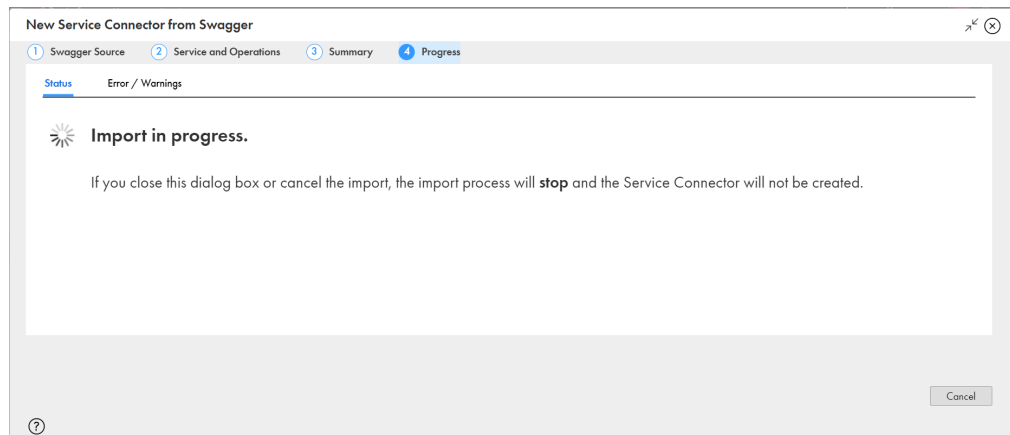 New Service Connector from Swagger
1 Swagger Source 2 Service and Operations 3 Summary 4 Progress
Status Error / Warnings
Import in progress.
If you close this dialog box or cancel the import, the import process will stop and the Service Connector will not be created.
Cancel
?